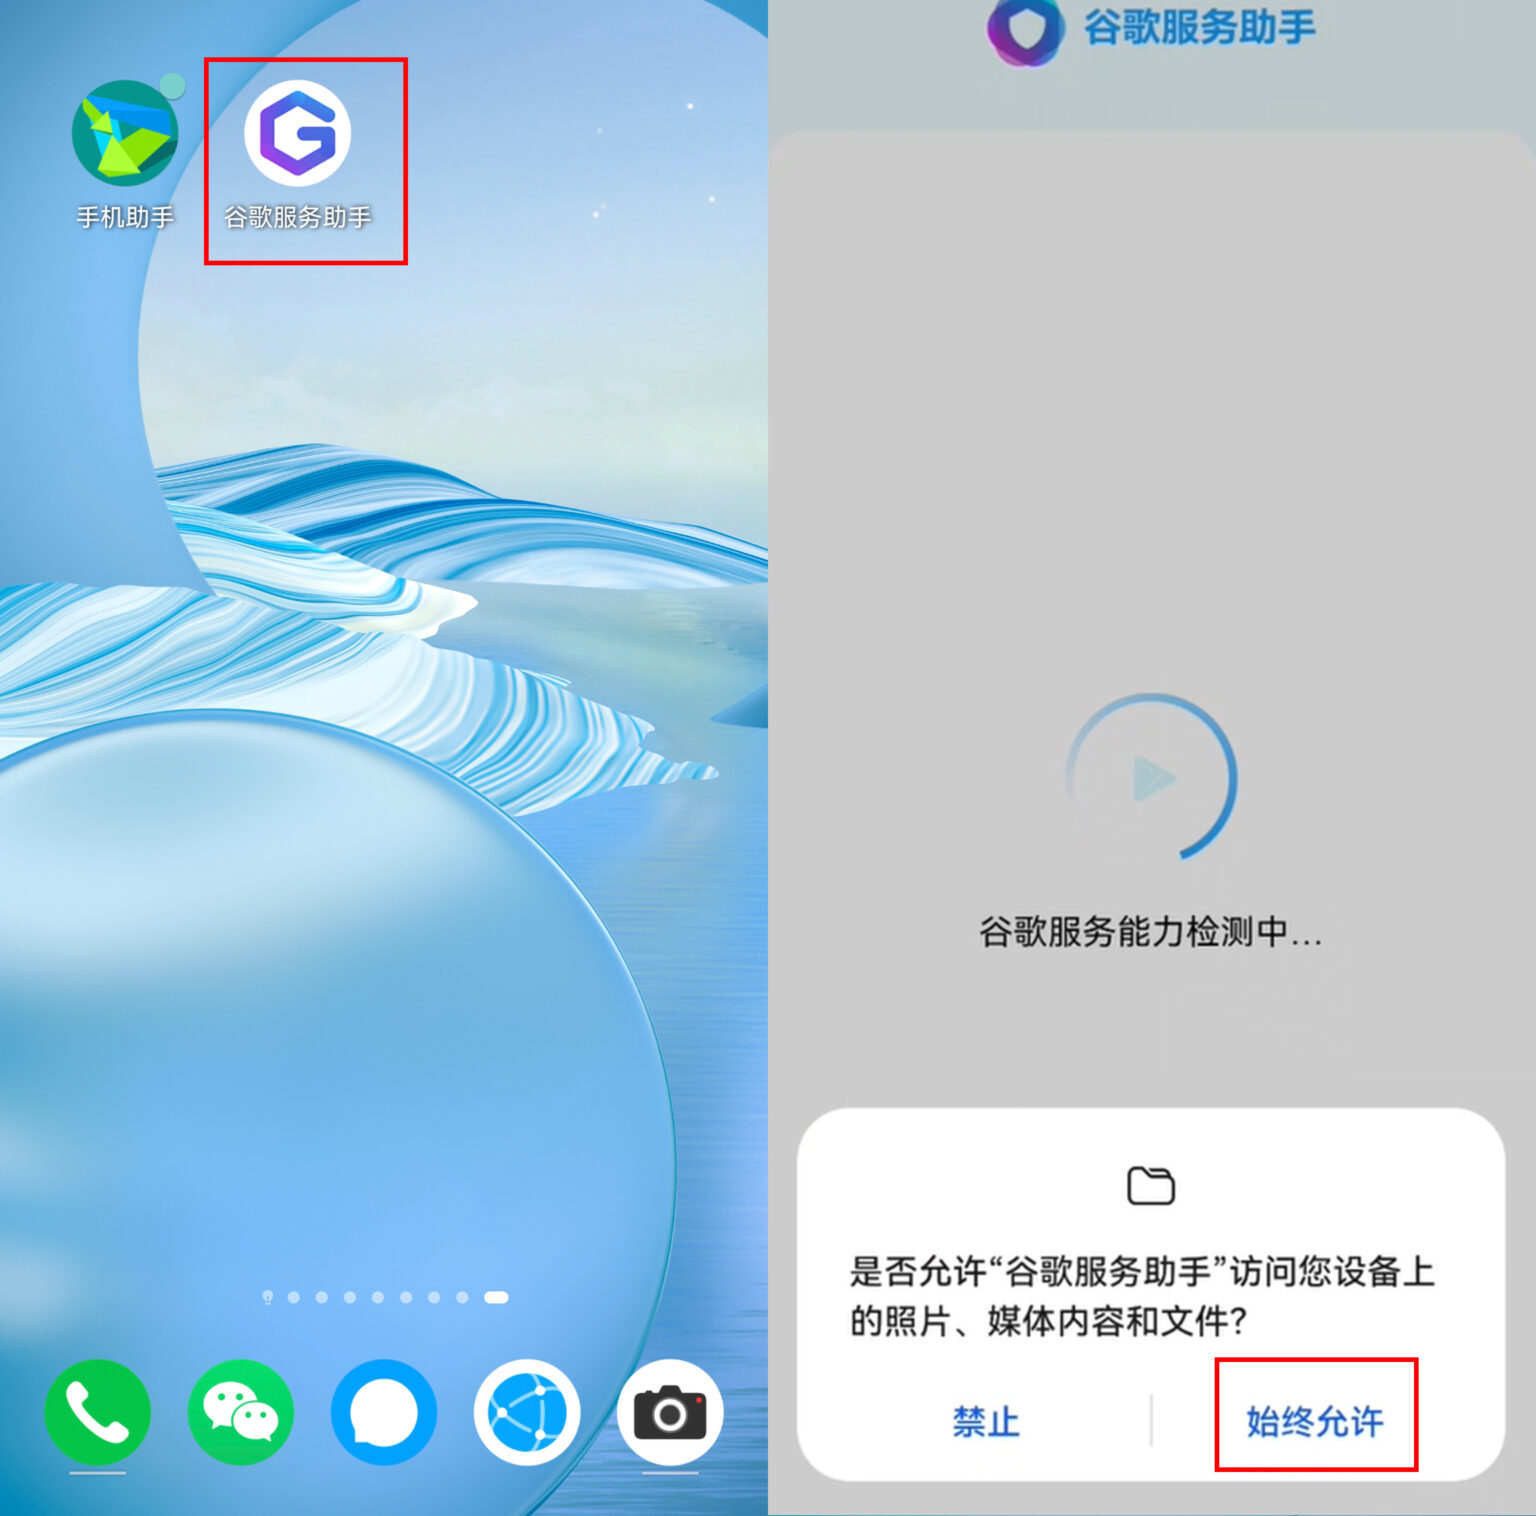 手机助手
谷歌服务助手
谷歌服务助手
谷歌服务能力检测中...
是否允许“谷歌服务助手”访问您设备上
的照片、媒体内容和文件？
禁止
始终允许